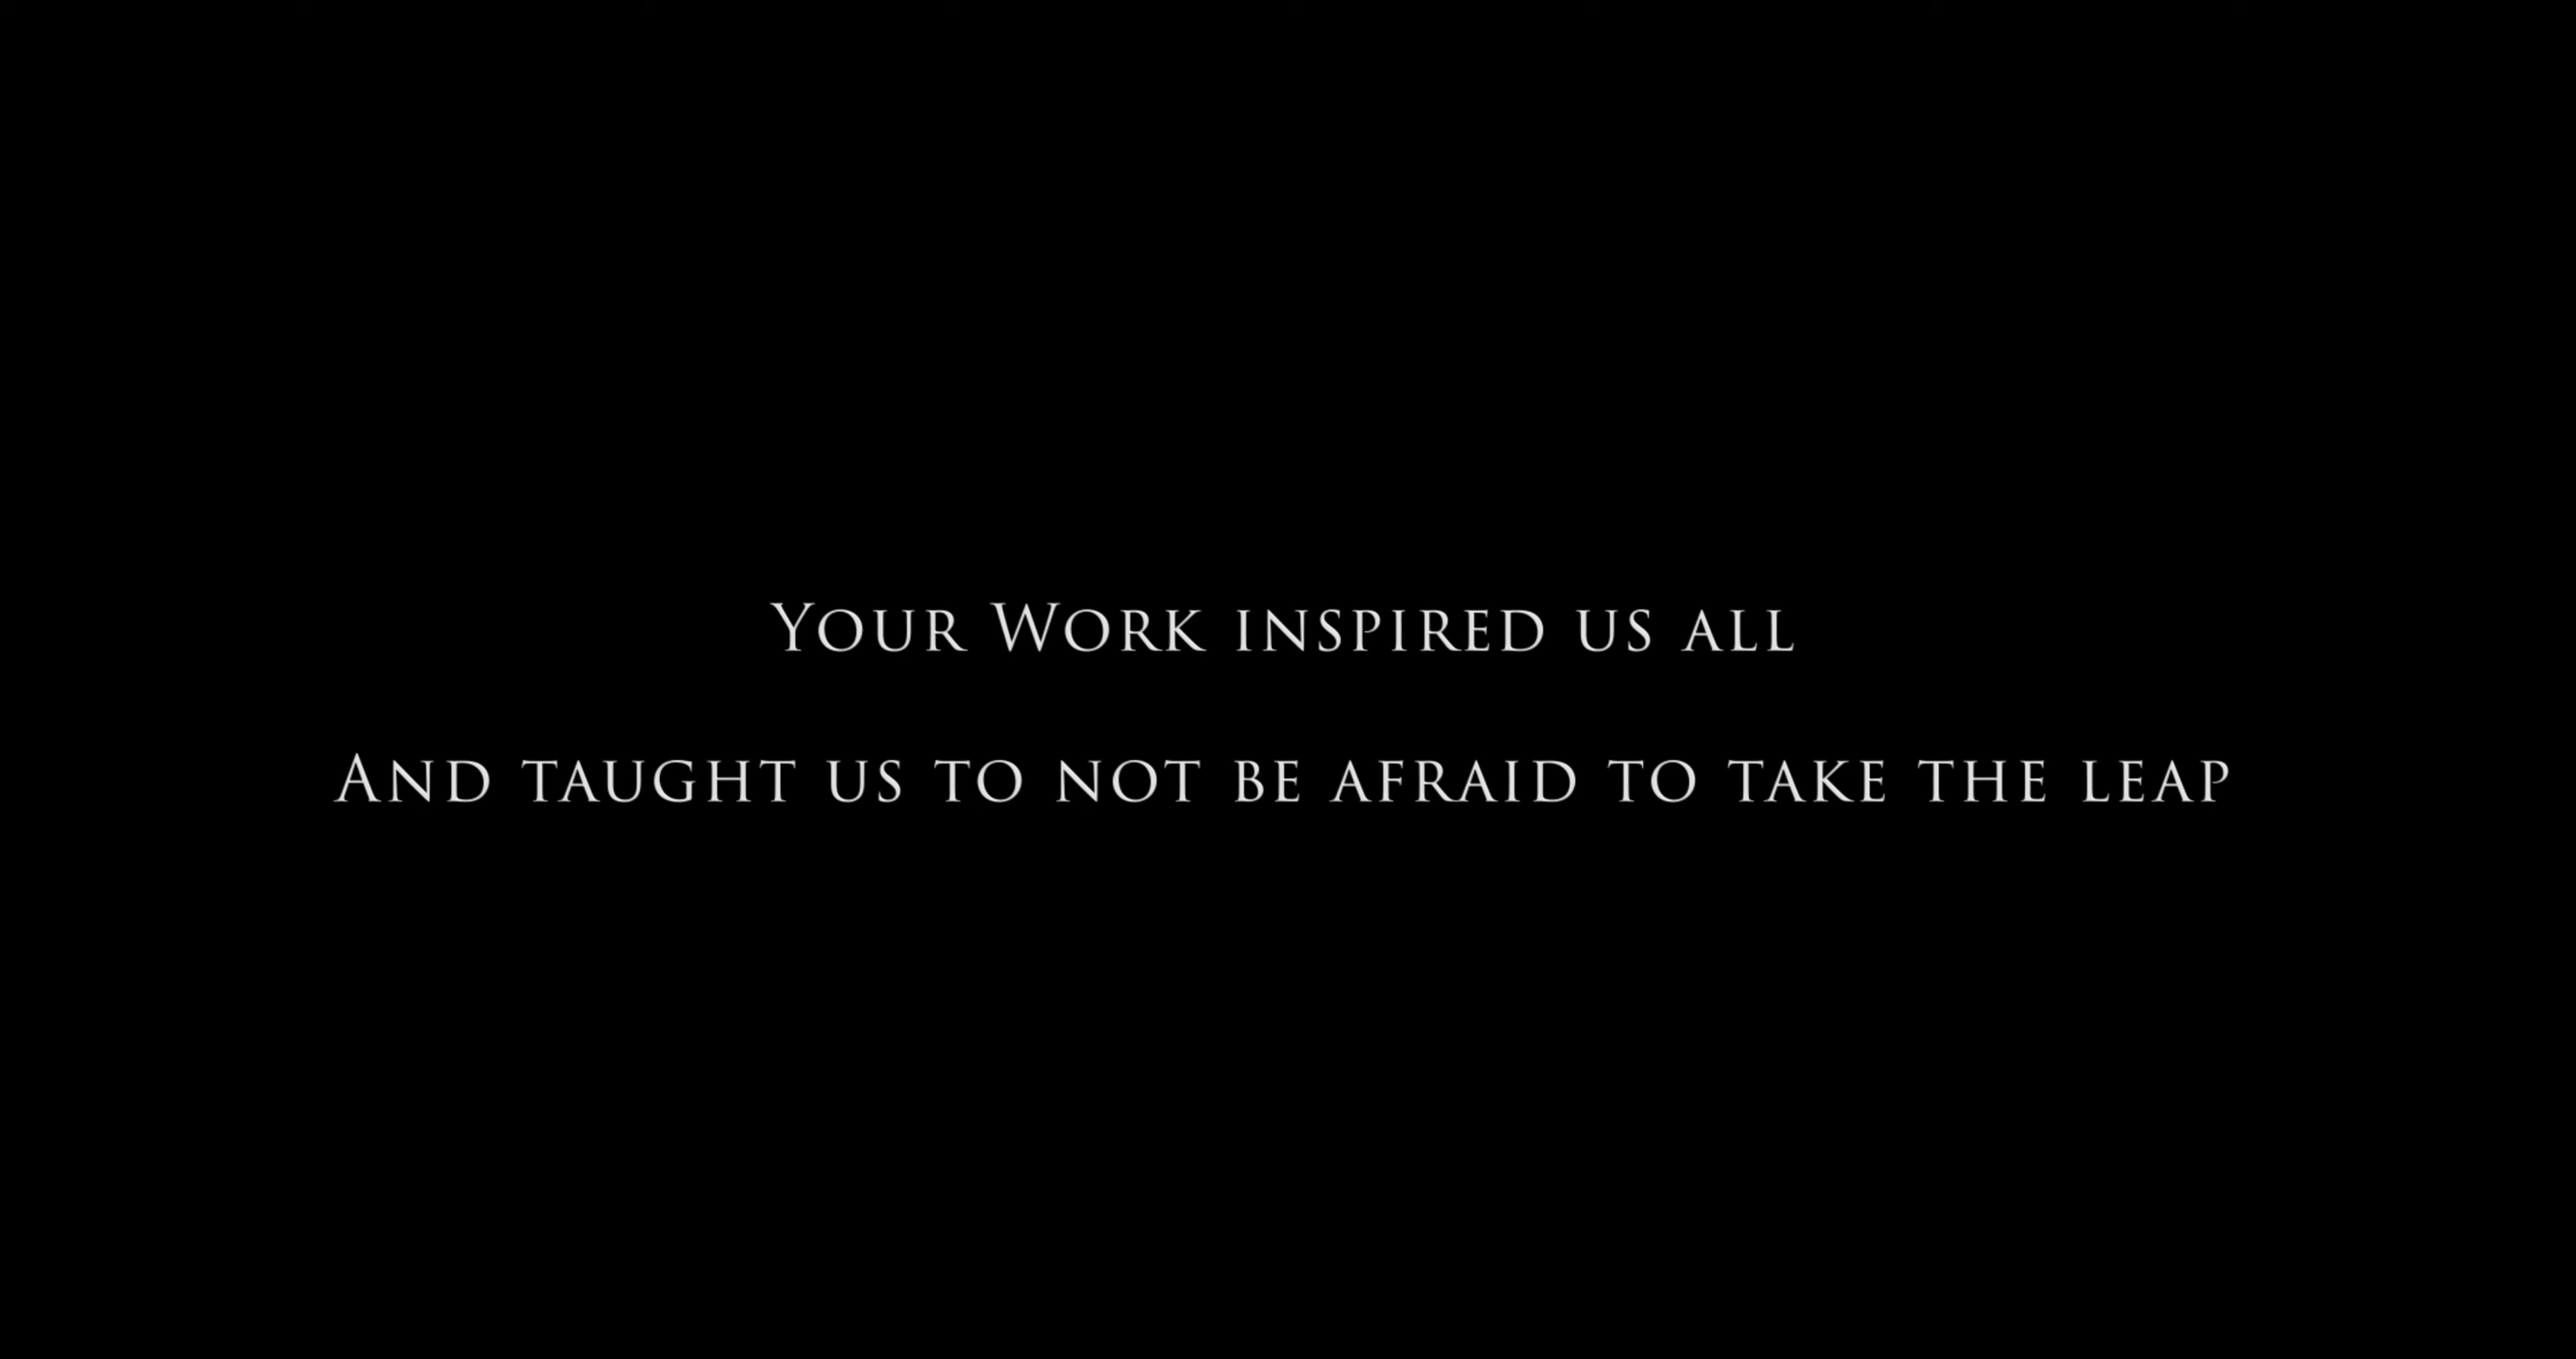 Your Work inspired us all
And taught us to not be afraid to take the leap